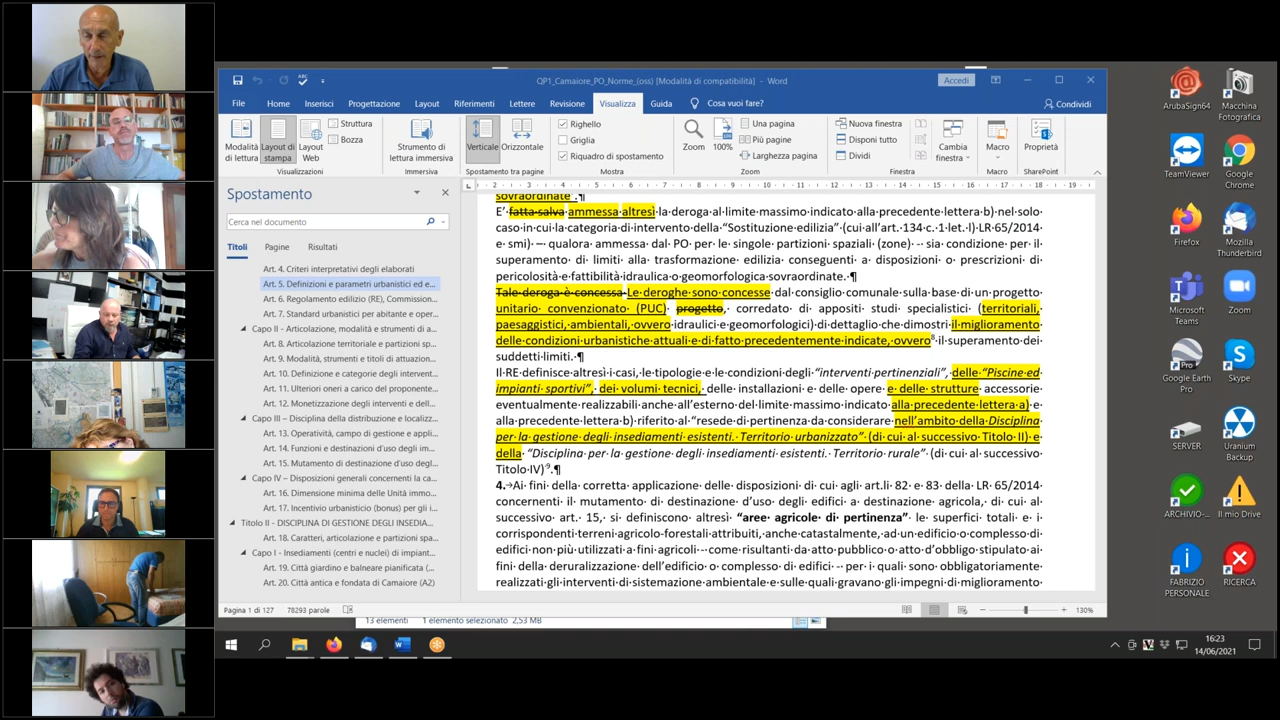 QP1_Camaiore_PO_Norme_(oss) [Modalità di compatibilità] - Word
Accedi
File Home Inserisci Progettazione Layout Riferimenti Lettere Revisione Visualizza Guida Cosa vuoi fare? Condividi
Modalità di lettura
Layout di stampa
Layout Web
Struttura
Bozza
Visualizzazioni
Strumento di lettura immersiva
Immersiva
Verticale
Orizzontale
Spostamento tra pagine
Righello
Griglia
Riquadro di spostamento
Mostra
Zoom
100%
Una pagina
Più pagine
Larghezza pagina
Zoom
Nuova finestra
Disponi tutto
Dividi
Cambia finestra
Finestra
Macro
Macro
Proprietà
SharePoint
Spostamento
Cerca nel documento
Titoli Pagine Risultati
Art. 4. Criteri interpretativi degli elaborati
Art. 5. Definizioni e parametri urbanistici ed e...
Art. 6. Regolamento edilizio (RE), Commission...
Art. 7. Standard urbanistici per abitante e oper...
Capo II - Articolazione, modalità e strumenti di a...
Art. 8. Articolazione territoriale e partizioni sp...
Art. 9. Modalità, strumenti e titoli di attuazion...
Art. 10. Definizione e categorie degli intervent...
Art. 11. Ulteriori oneri a carico del proponente...
Art. 12. Monetizzazione degli interventi e dell...
Capo III – Disciplina della distribuzione e localizz...
Art. 13. Operatività, campo di gestione e appli...
Art. 14. Funzioni e destinazioni d'uso degli im...
Art. 15. Mutamento di destinazione d'uso degl...
Capo IV – Disposizioni generali concernenti la ca...
Art. 16. Dimensione minima delle Unità immo...
Art. 17. Incentivio urbanistico (bonus) per gli i...
Titolo II - DISCIPLINA DI GESTIONE DEGLI INSEDIA...
Art. 18. Caratteri, articolazione e partizioni spa...
Capo I - Insediamenti (centri e nuclei) di impiant...
Art. 19. Città giardino e balneare pianificata (...
Art. 20. Città antica e fondata di Camaiore (A2)
2 3 4 5 6 7 8 9 10 11 12 13 14 15 16 17 18 19
sovraordinate .¶
E' fatta salva ammessa altresì la deroga al limite massimo indicato alla precedente lettera b) nel solo
caso in cui la categoria di intervento della "Sostituzione edilizia" (cui all'art. 134 c. 1 let. l) LR 65/2014
e smi) – qualora ammessa dal PO per le singole partizioni spaziali (zone) - sia condizione per il
superamento di limiti alla trasformazione edilizia conseguenti a disposizioni o prescrizioni di
pericolosità e fattibilità idraulica o geomorfologica sovraordinate. ¶
Tale deroga è concessa Le deroghe sono concesse dal consiglio comunale sulla base di un progetto
unitario convenzionato (PUC) progetto, corredato di appositi studi specialistici (territoriali,
paesaggistici, ambientali, ovvero idraulici e geomorfologici) di dettaglio che dimostri il miglioramento
delle condizioni urbanistiche attuali e di fatto precedentemente indicate, ovvero8 il superamento dei
suddetti limiti. ¶
Il RE definisce altresì i casi, le tipologie e le condizioni degli "interventi pertinenziali", delle "Piscine ed
impianti sportivi", dei volumi tecnici, delle installazioni e delle opere e delle strutture accessorie
eventualmente realizzabili anche all'esterno del limite massimo indicato alla precedente lettera a) e
alla precedente lettera b) riferito al "resede di pertinenza da considerare nell'ambito della Disciplina
per la gestione degli insediamenti esistenti. Territorio urbanizzato" (di cui al successivo Titolo II) e
della "Disciplina per la gestione degli insediamenti esistenti. Territorio rurale" (di cui al successivo
Titolo IV)9.¶
4. Ai fini della corretta applicazione delle disposizioni di cui agli art.li 82 e 83 della LR 65/2014
concernenti il mutamento di destinazione d'uso degli edifici a destinazione agricola, di cui al
successivo art. 15, si definiscono altresì "aree agricole di pertinenza" le superfici totali e i
corrispondenti terreni agricolo-forestali attribuiti, anche catastalmente, ad un edificio o complesso di
edifici non più utilizzati a fini agricoli - come risultanti da atto pubblico o atto d'obbligo stipulato ai
fini della deruralizzazione dell'edificio o complesso di edifici - per i quali sono obbligatoriamente
realizzati gli interventi di sistemazione ambientale e sulle quali gravano gli impegni di miglioramento
Pagina 1 di 127 78293 parole
130%
13 elementi 1 elemento selezionato 2,53 MB
ArubaSign64
Macchina Fotografica
TeamViewer
Google Chrome
Firefox
Mozilla Thunderbird
Microsoft Teams
Zoom
Google Earth Pro
Skype
SERVER
Uranium Backup
ARCHIVIO-...
Il mio Drive
FABRIZIO PERSONALE
RICERCA
16:23
14/06/2021